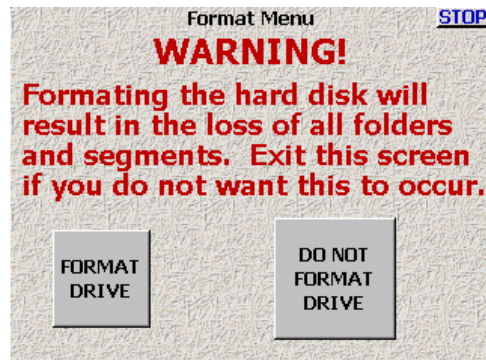 Format Menu
STOP
WARNING!
Formating the hard disk will
result in the loss of all folders
and segments. Exit this screen
if you do not want this to occur.
FORMAT
DRIVE
DO NOT
FORMAT
DRIVE